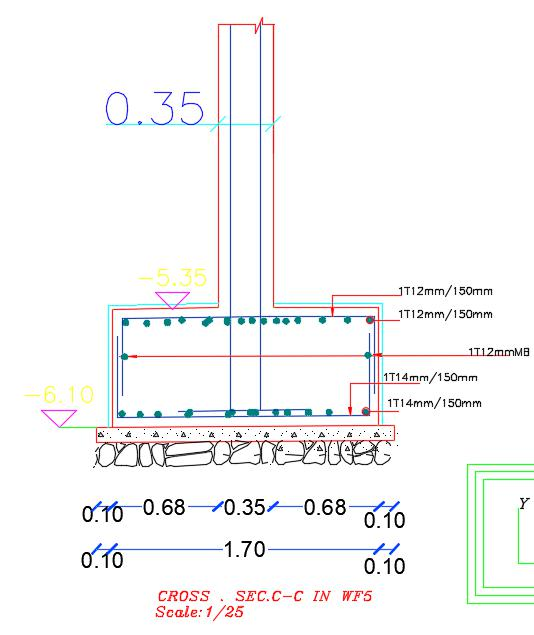 0.35
-5.35
1T12mm/150mm
1T12mm/150mm
1T12mmMB
1T14mm/150mm
-6.10
1T14mm/150mm
0.10 0.68 0.35 0.68 0.10
0.10 1.70 0.10
Y
CROSS . SEC.C-C IN WF5
Scale:1/25